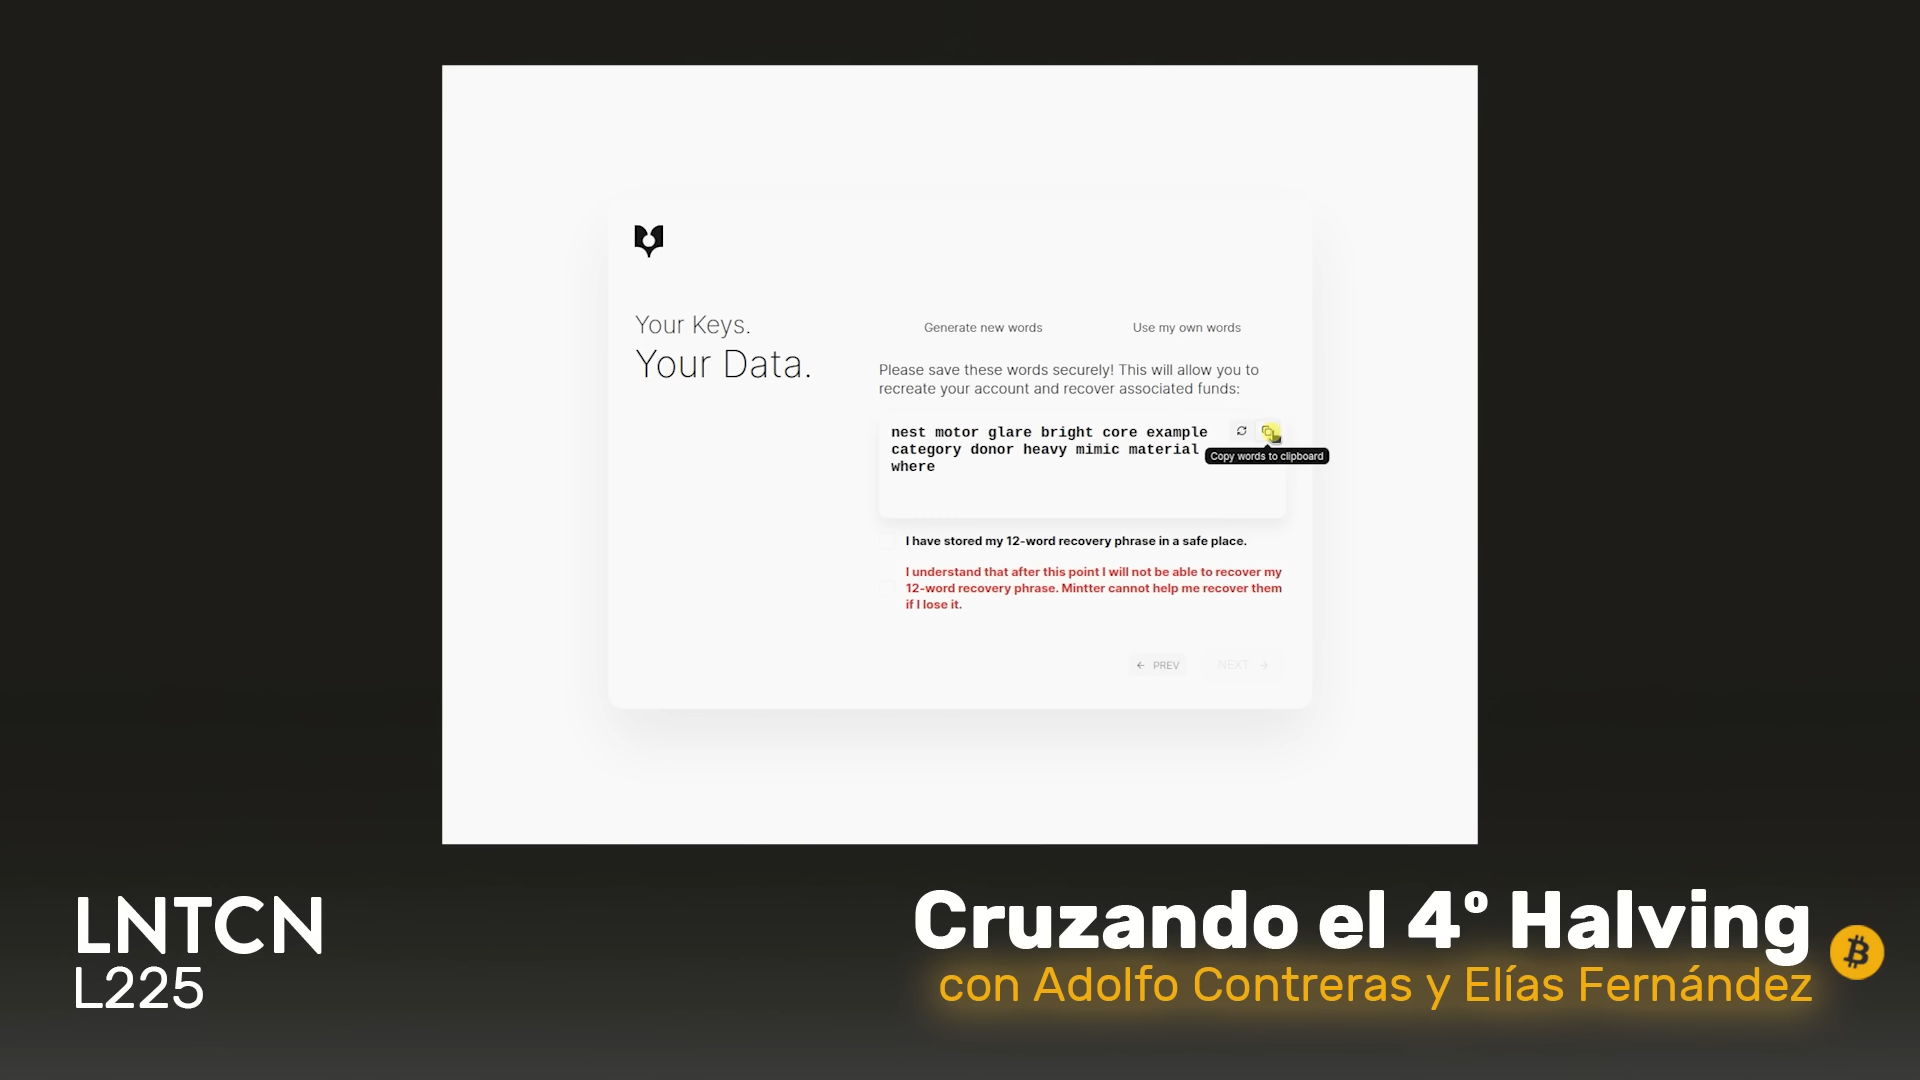 Your Keys.
Your Data.
Generate new words
Use my own words
Please save these words securely! This will allow you to
recreate your account and recover associated funds:
nest motor glare bright core example
category donor heavy mimic material
where
Copy words to clipboard
I have stored my 12-word recovery phrase in a safe place.
I understand that after this point I will not be able to recover my
12-word recovery phrase. Mintter cannot help me recover them
if I lose it.
PREV
NEXT
LNTCN
L225
Cruzando el 4º Halving
con Adolfo Contreras y Elías Fernández